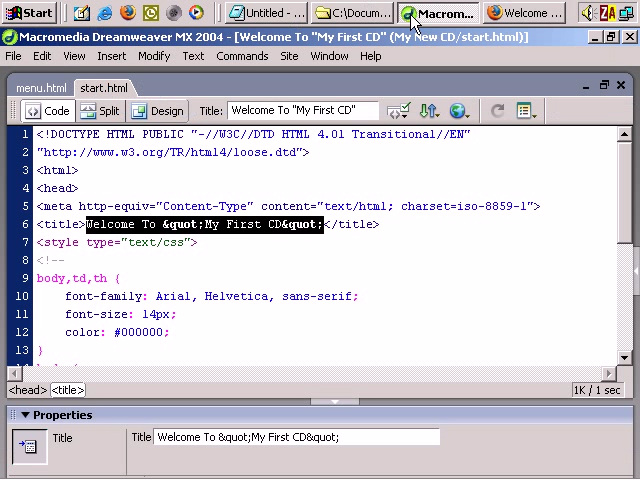 Start
Untitled - ...
C:\Docum...
Macrom...
Welcome ...
ZA
Macromedia Dreamweaver MX 2004 - [Welcome To "My First CD" (My New CD/start.html)]
File Edit View Insert Modify Text Commands Site Window Help
menu.html start.html
Code Split Design Title: Welcome To "My First CD"
1 <!DOCTYPE HTML PUBLIC "-//W3C//DTD HTML 4.01 Transitional//EN"
2 "http://www.w3.org/TR/html4/loose.dtd">
3 <html>
4 <head>
5 <meta http-equiv="Content-Type" content="text/html; charset=iso-8859-1">
6 <title>Welcome To &quot;My First CD&quot;</title>
7 <style type="text/css">
8 <!--
9 body,td,th {
10 font-family: Arial, Helvetica, sans-serif;
11 font-size: 14px;
12 color: #000000;
13 }
<head> <title> 1K / 1 sec
Properties
Title Title Welcome To &quot;My First CD&quot;